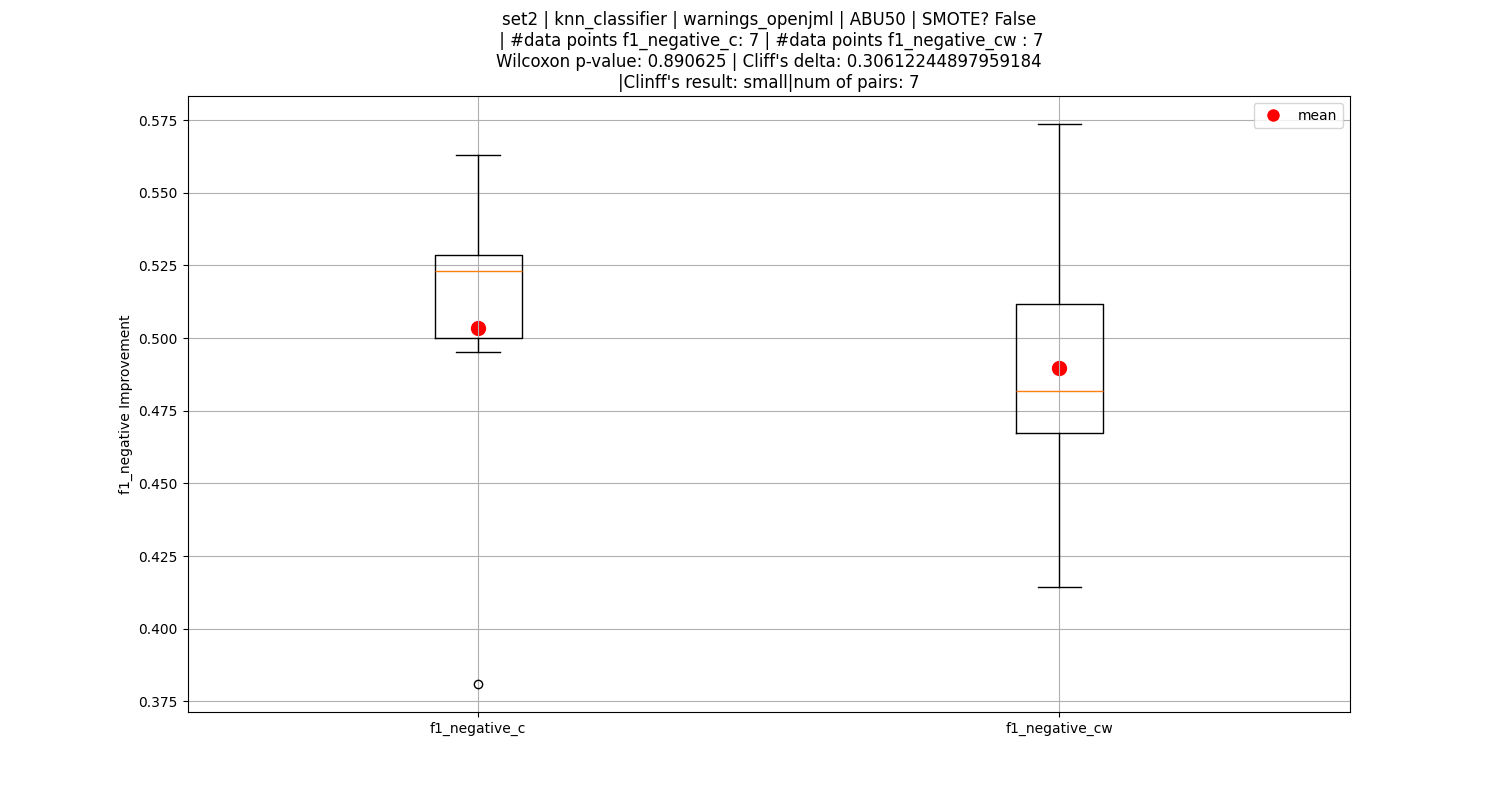 set2 | knn_classifier | warnings_openjml | ABU50 | SMOTE? False
| #data points f1_negative_c: 7 | #data points f1_negative_cw : 7
Wilcoxon p-value: 0.890625 | Cliff's delta: 0.30612244897959184
|Clinff's result: small|num of pairs: 7
mean
f1_negative Improvement
0.575
0.550
0.525
0.500
0.475
0.450
0.425
0.400
0.375
f1_negative_c
f1_negative_cw